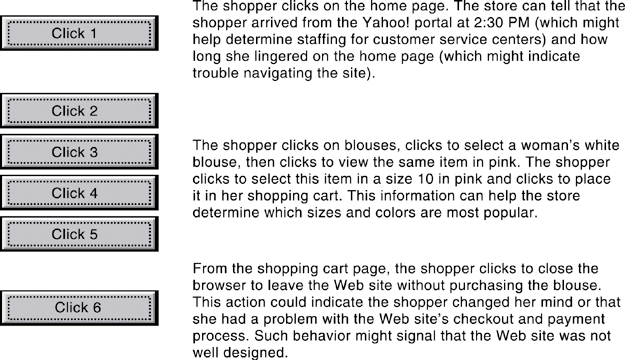 The shopper clicks on the home page. The store can tell that the
shopper arrived from the Yahoo! portal at 2:30 PM (which might
help determine staffing for customer service centers) and how
long she lingered on the home page (which might indicate
trouble navigating the site).
Click 1
Click 2
Click 3
Click 4
Click 5
The shopper clicks on blouses, clicks to select a woman's white
blouse, then clicks to view the same item in pink. The shopper
clicks to select this item in a size 10 in pink and clicks to place
it in her shopping cart. This information can help the store
determine which sizes and colors are most popular.
Click 6
From the shopping cart page, the shopper clicks to close the
browser to leave the Web site without purchasing the blouse.
This action could indicate the shopper changed her mind or that
she had a problem with the Web site's checkout and payment
process. Such behavior might signal that the Web site was not
well designed.